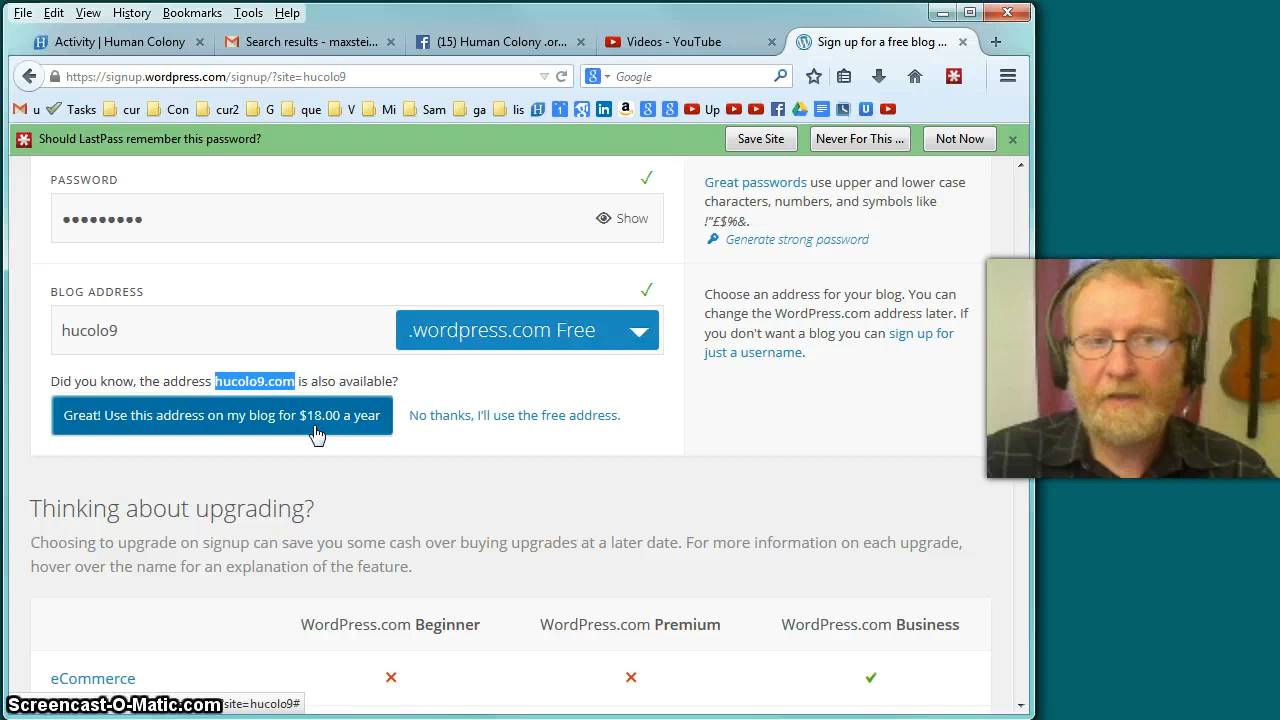 File Edit View History Bookmarks Tools Help
Activity | Human Colony × Search results - maxstei... × (15) Human Colony .or... × Videos - YouTube × Sign up for a free blog ... × +
https://signup.wordpress.com/signup/?site=hucolo9 Google
u Tasks cur Con cur2 G que V Mi Sam ga lis Up
Should LastPass remember this password? Save Site Never For This ... Not Now ×
PASSWORD
Show
Great passwords use upper and lower case
characters, numbers, and symbols like
!"£$%&.
Generate strong password
BLOG ADDRESS
hucolo9 .wordpress.com Free
Choose an address for your blog. You can
change the WordPress.com address later. If
you don't want a blog you can sign up for
just a username.
Did you know, the address hucolo9.com is also available?
Great! Use this address on my blog for $18.00 a year No thanks, I'll use the free address.
Thinking about upgrading?
Choosing to upgrade on signup can save you some cash over buying upgrades at a later date. For more information on each upgrade,
hover over the name for an explanation of the feature.
WordPress.com Beginner WordPress.com Premium WordPress.com Business
eCommerce
Screencast-O-Matic.com site=hucolo9#